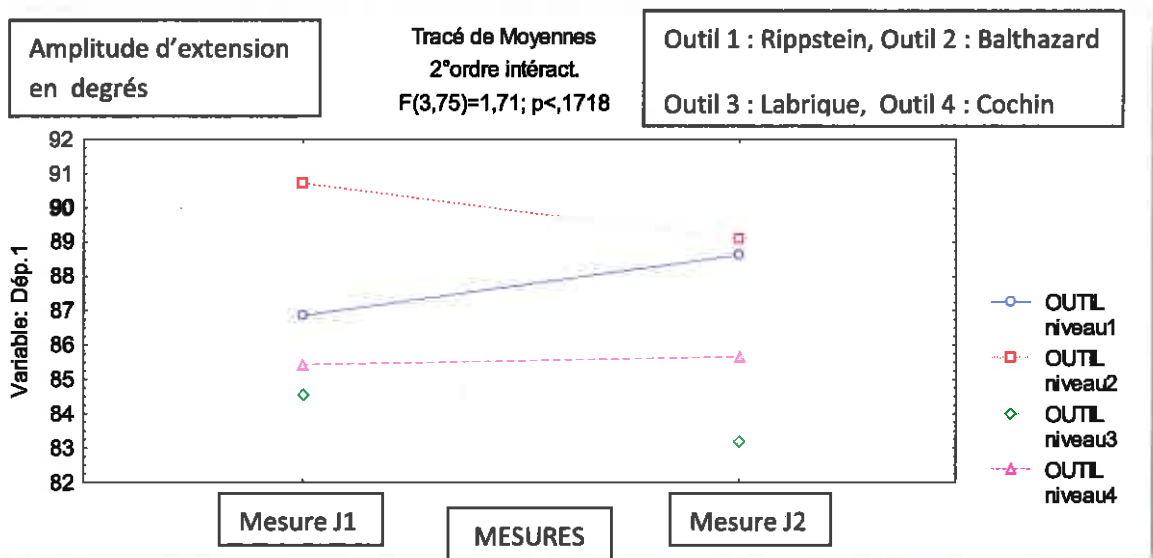 Amplitude d'extension
en degrés
Tracé de Moyennes
2°ordre intéract.
F(3,75)=1,71; p<,1718
Outil 1 : Rippstein, Outil 2 : Balthazard
Outil 3 : Labrique, Outil 4 : Cochin
Variable: Dép.1
92
91
90
89
88
87
86
85
84
83
82
OUTIL
niveau1
OUTIL
niveau2
OUTIL
niveau3
OUTIL
niveau4
Mesure J1
MESURES
Mesure J2